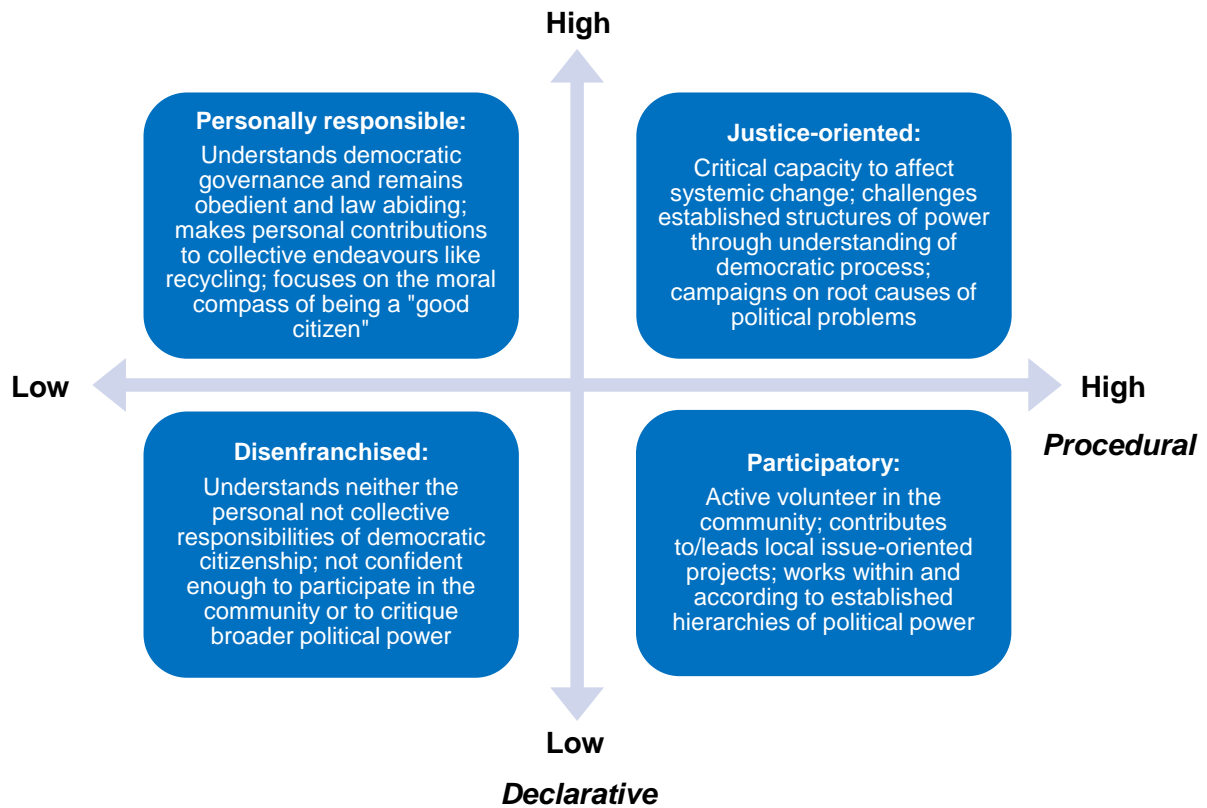 High
Personally responsible:
Understands democratic
governance and remains
obedient and law abiding;
makes personal contributions
to collective endeavours like
recycling; focuses on the moral
compass of being a "good
citizen"
Justice-oriented:
Critical capacity to affect
systemic change; challenges
established structures of power
through understanding of
democratic process;
campaigns on root causes of
political problems
Low
High
Procedural
Disenfranchised:
Understands neither the
personal not collective
responsibilities of democratic
citizenship; not confident
enough to participate in the
community or to critique
broader political power
Participatory:
Active volunteer in the
community; contributes
to/leads local issue-oriented
projects; works within and
according to established
hierarchies of political power
Low
Declarative